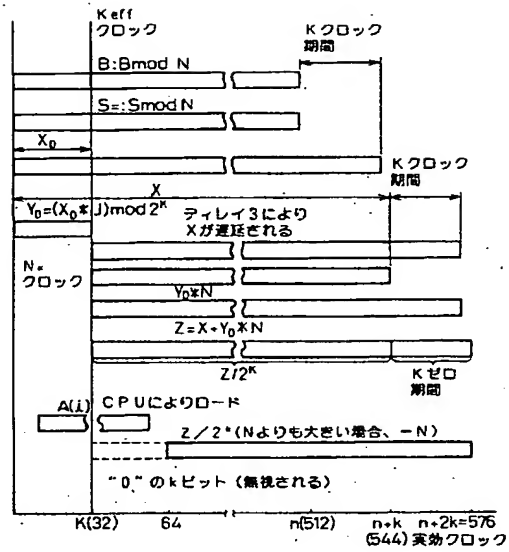 Keff
クロック
Kクロック
期間
B:Bmod N
S=:Smod N
X₀
Kクロック
期間
X
Y₀=(X₀*J)mod2ᴷ
ディレイ3により
Xが遅延される
クロック
Y₀*N
Z=X+Y₀*N
Z/2ᴷ
Kゼロ
期間
A(i)
CPUによりロード
Z/2ᵏ(Nよりも大きい場合、-N)
"0"のkビット(無視される)
K(32)
64
n(512)
n+k
n+2k=576
(544)
実効クロック